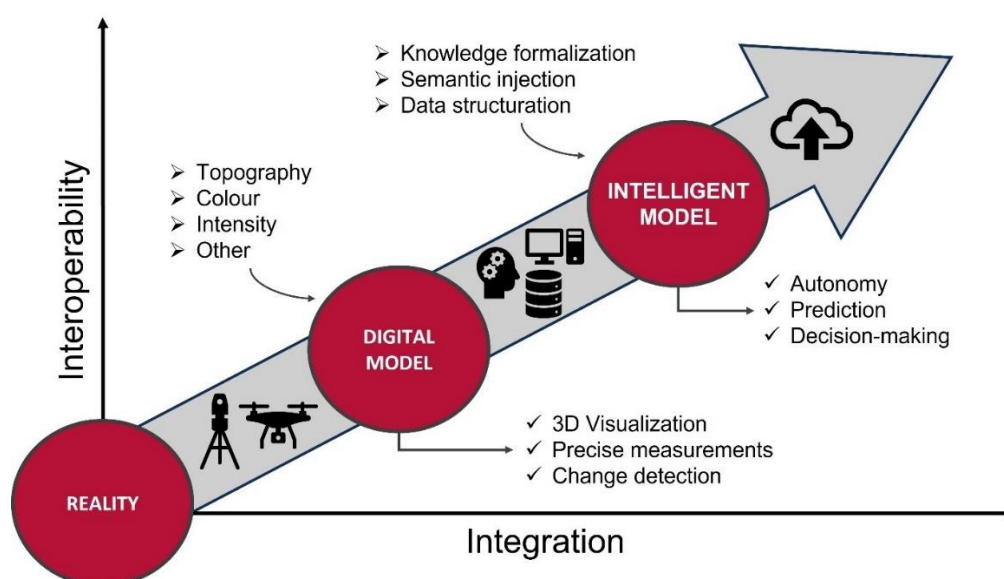 Interoperability
Knowledge formalization
Semantic injection
Data structuration
Topography
Colour
Intensity
Other
INTELLIGENT
MODEL
Autonomy
Prediction
Decision-making
DIGITAL
MODEL
3D Visualization
Precise measurements
Change detection
REALITY
Integration